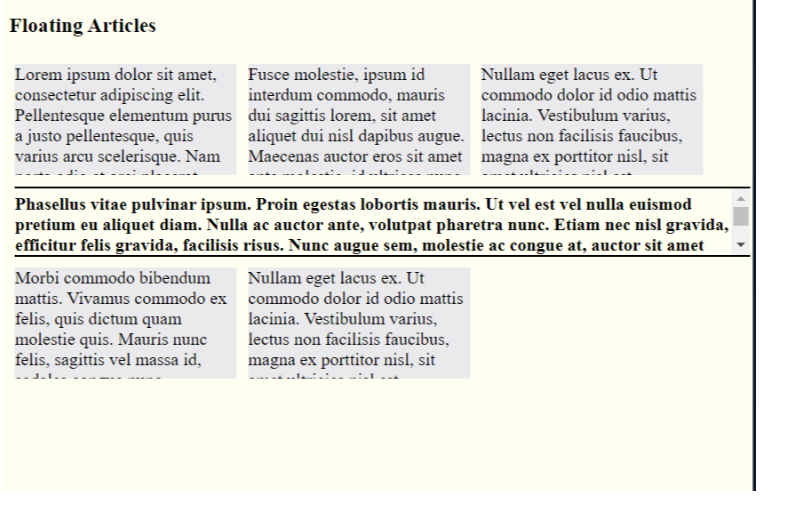 Floating Articles
Lorem ipsum dolor sit amet,
consectetur adipiscing elit.
Pellentesque elementum purus
a justo pellentesque, quis
varius arcu scelerisque. Nam
Fusce molestie, ipsum id
interdum commodo, mauris
dui sagittis lorem, sit amet
aliquet dui nisl dapibus augue.
Maecenas auctor eros sit amet
Nullam eget lacus ex. Ut
commodo dolor id odio mattis
lacinia. Vestibulum varius,
lectus non facilisis faucibus,
magna ex porttitor nisl, sit
Phasellus vitae pulvinar ipsum. Proin egestas lobortis mauris. Ut vel est vel nulla euismod
pretium eu aliquet diam. Nulla ac auctor ante, volutpat pharetra nunc. Etiam nec nisl gravida,
efficitur felis gravida, facilisis risus. Nunc augue sem, molestie ac congue at, auctor sit amet
Morbi commodo bibendum
mattis. Vivamus commodo ex
felis, quis dictum quam
molestie quis. Mauris nunc
felis, sagittis vel massa id,
Nullam eget lacus ex. Ut
commodo dolor id odio mattis
lacinia. Vestibulum varius,
lectus non facilisis faucibus,
magna ex porttitor nisl, sit